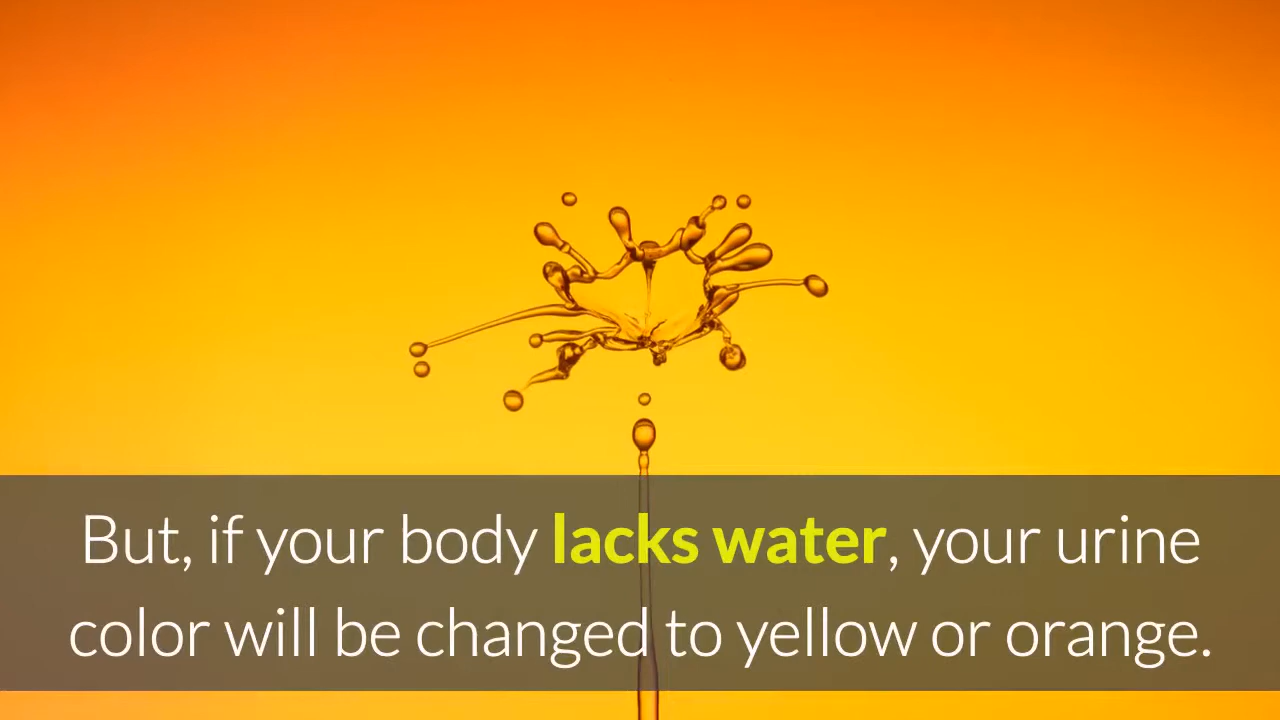 But, if your body lacks water, your urine
color will be changed to yellow or orange.